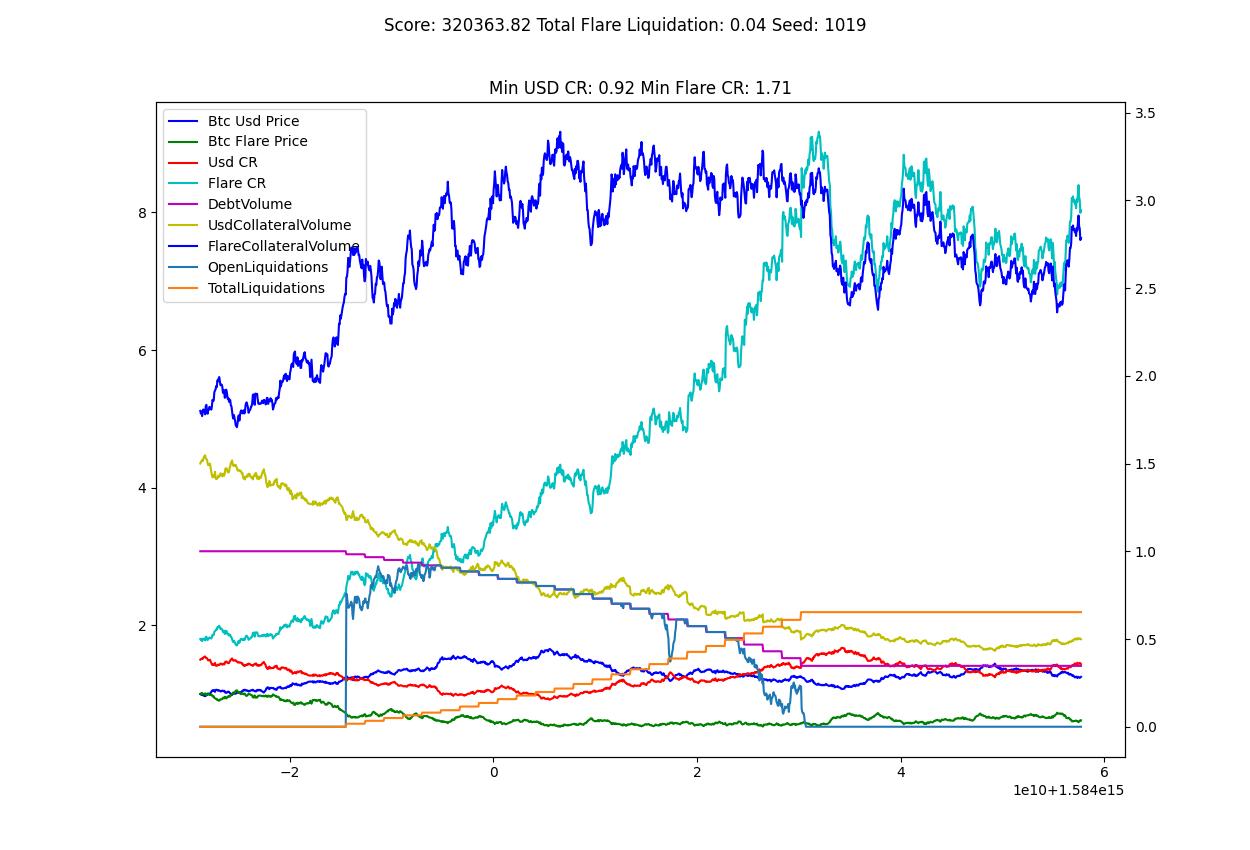 Score: 320363.82 Total Flare Liquidation: 0.04 Seed: 1019
Min USD CR: 0.92 Min Flare CR: 1.71
Btc Usd Price
Btc Flare Price
Usd CR
Flare CR
DebtVolume
UsdCollateralVolume
FlareCollateralVolume
OpenLiquidations
TotalLiquidations
8
6
4
2
3.5
3.0
2.5
2.0
1.5
1.0
0.5
0.0
−2 0 2 4 6
1e10+1.584e15